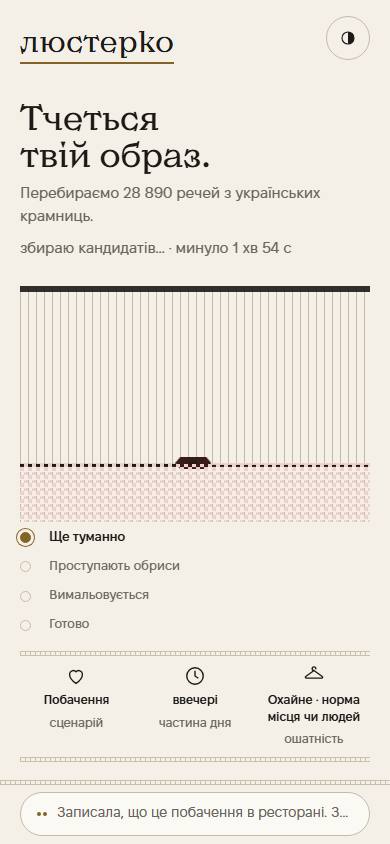 люстерко
Тчеться
твій образ.
Перебираємо 28 890 речей з українських
крамниць.
збираю кандидатів... · минуло 1 хв 54 с
Ще туманно
Проступають обриси
Вимальовується
Готово
Побачення
сценарій
ввечері
частина дня
Охайне · норма
місця чи людей
ошатність
Записала, що це побачення в ресторані. З...